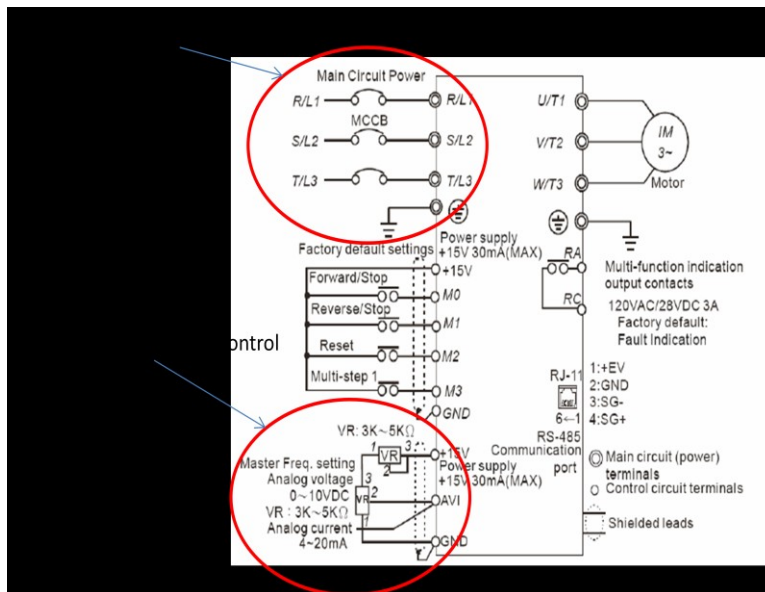 Main Circuit Power
R/L1
R/L1
U/T1
MCCB
S/L2
S/L2
V/T2
IM
3~
T/L3
T/L3
W/T3
Motor
Factory default settings
Power supply
+15V 30mA(MAX)
+15V
Forward/Stop
M0
Reverse/Stop
M1
ontrol
Reset
M2
Multi-step 1
M3
GND
RA
RC
Multi-function indication
output contacts
120VAC/28VDC 3A
Factory default:
Fault Indication
RJ-11
6←1
1:+EV
2:GND
3:SG-
4:SG+
RS-485
Communication
port
VR: 3K~5KΩ
1
VR
3
2
+15V
Power supply
+15V 30mA(MAX)
Master Freq. setting
Analog voltage
0~10VDC
VR : 3K~5KΩ
Analog current
4~20mA
3
VR
2
1
AVI
GND
Main circuit (power)
terminals
Control circuit terminals
Shielded leads